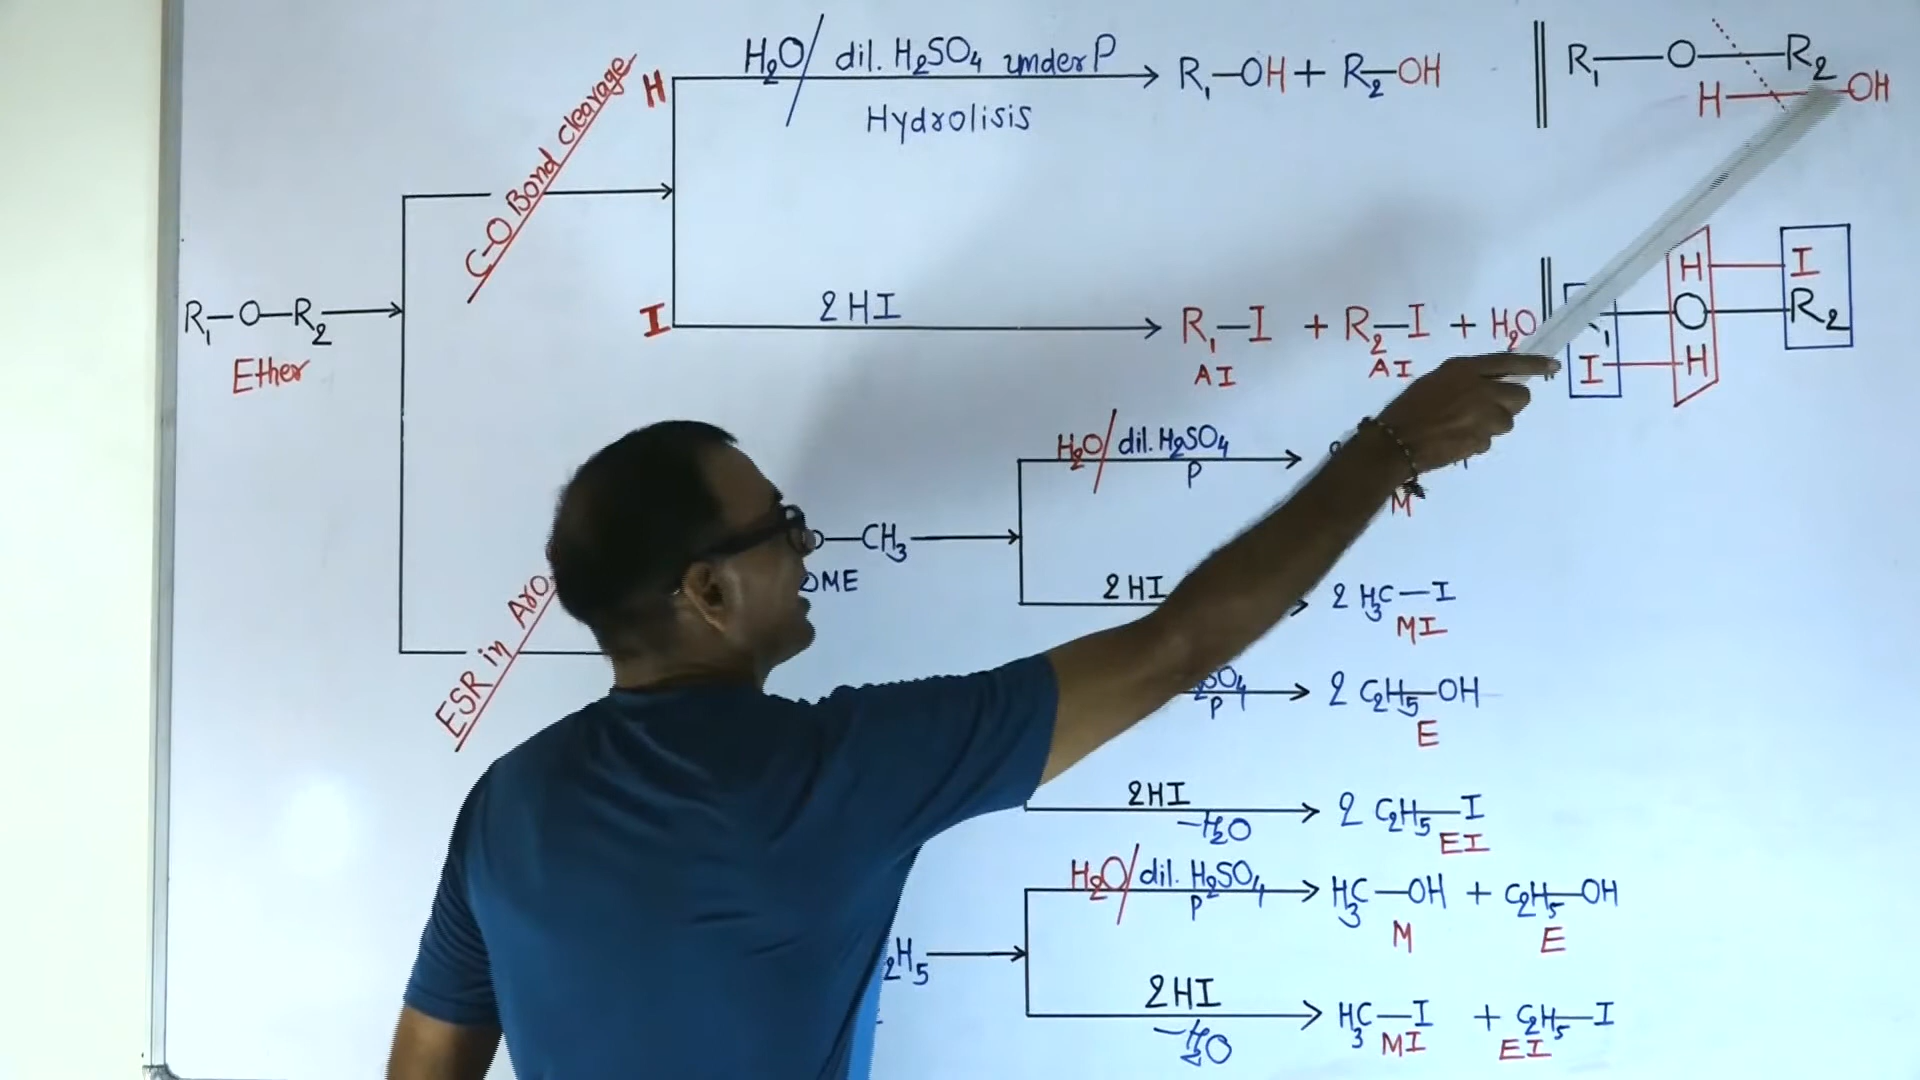 H₂O/ dil. H₂SO₄ under P
H
Hydrolisis
R₁—OH + R₂—OH
R₁—O—R₂
H—OH
C-O Bond Cleavage
R₁—O—R₂
Ether
I
2HI
R₁—I + R₂—I + H₂O
AI AI
H—I
O—R₂
I—H
H₂O/dil. H₂SO₄
P
M
O—CH₃
DME
2HI
2 H₃C—I
MI
ESR in
P
2 C₂H₅—OH
E
2HI
-H₂O
2 C₂H₅—I
EI
H₂O/dil. H₂SO₄
P
H₃C—OH + C₂H₅—OH
M E
₂H₅
2HI
-H₂O
H₃C—I + C₂H₅—I
MI EI